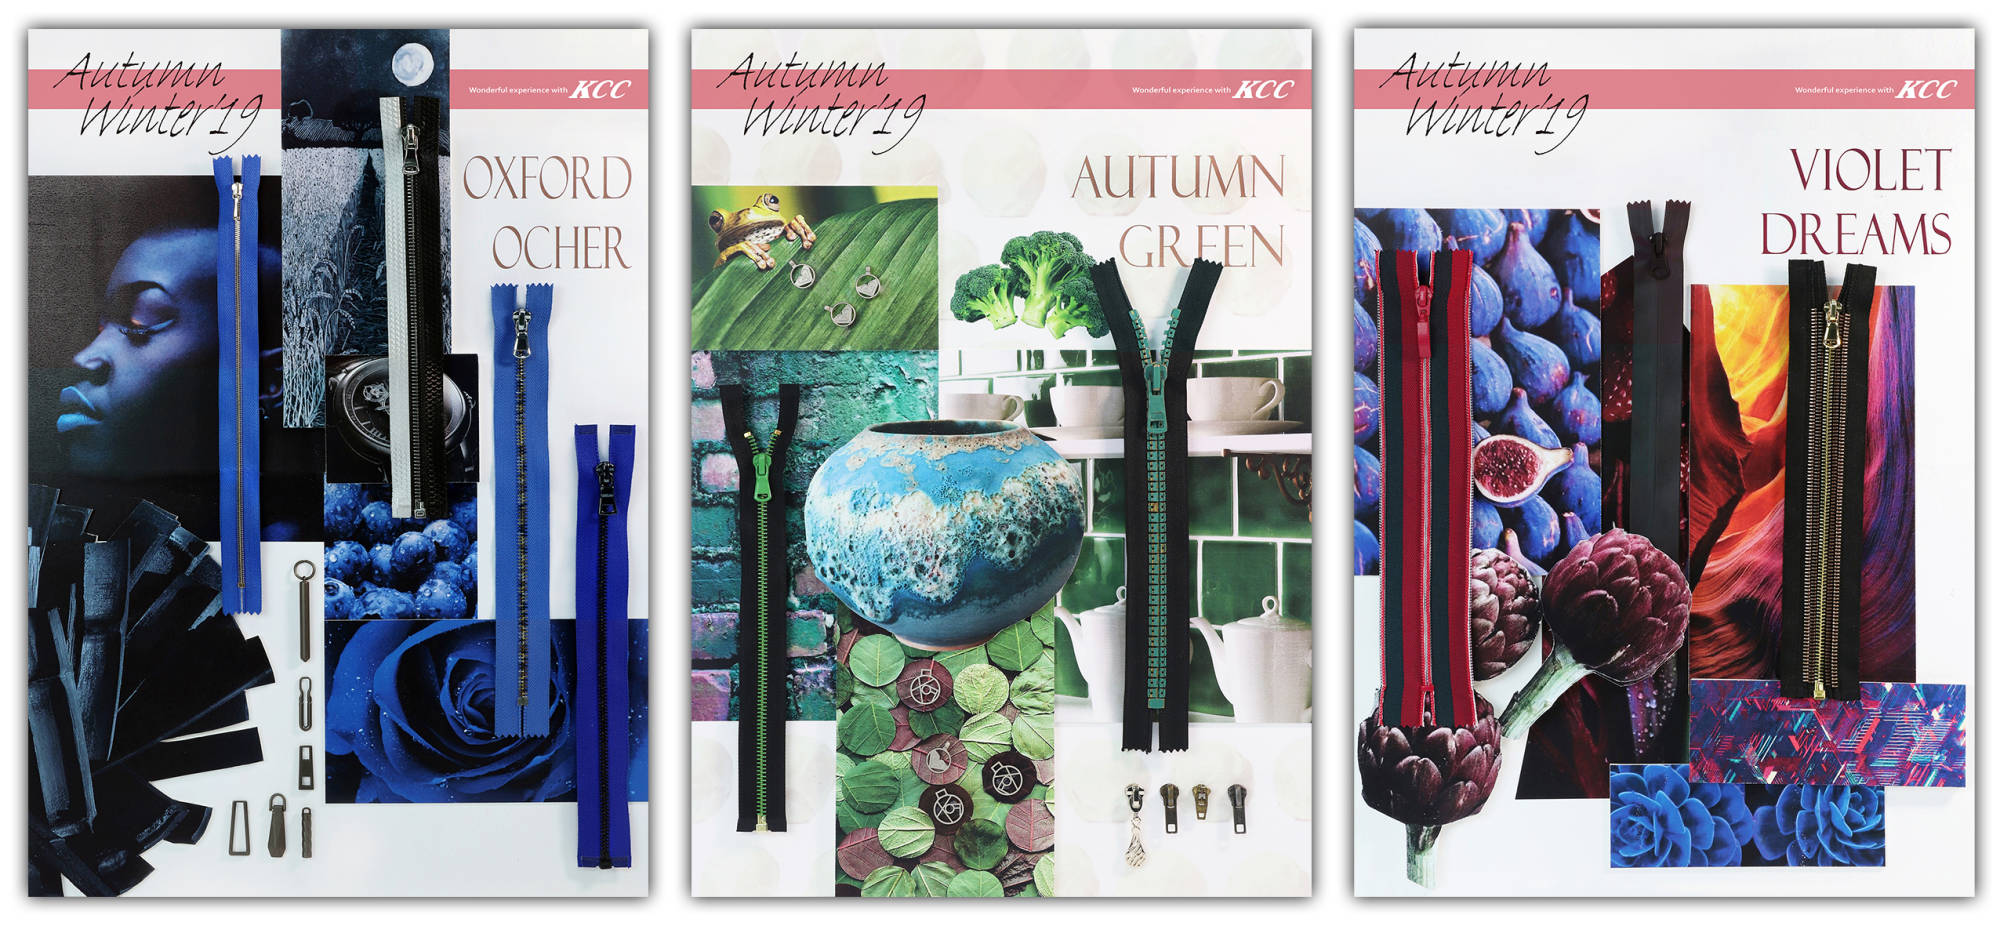 Autumn
Winter'19
Wonderful experience with KCC
OXFORD
OCHER
Autumn
Winter'19
Wonderful experience with KCC
AUTUMN
GREEN
Autumn
Winter'19
Wonderful experience with KCC
VIOLET
DREAMS